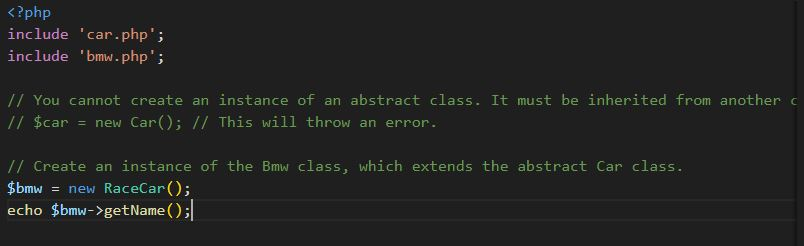 <?php
include 'car.php';
include 'bmw.php';
// You cannot create an instance of an abstract class. It must be inherited from another
// $car = new Car(); // This will throw an error.
// Create an instance of the Bmw class, which extends the abstract Car class.
$bmw = new RaceCar();
echo $bmw->getName();